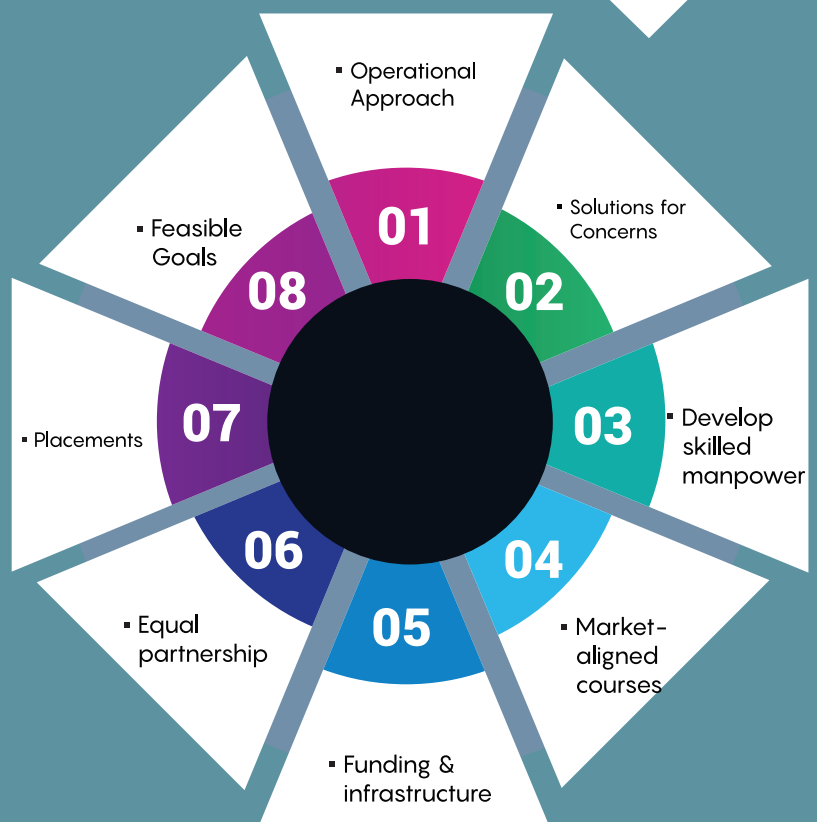 01
▪ Operational
Approach
02
▪ Solutions for
Concerns
03
▪ Develop
skilled
manpower
04
▪ Market-
aligned
courses
05
▪ Funding &
infrastructure
06
▪ Equal
partnership
07
▪ Placements
08
▪ Feasible
Goals